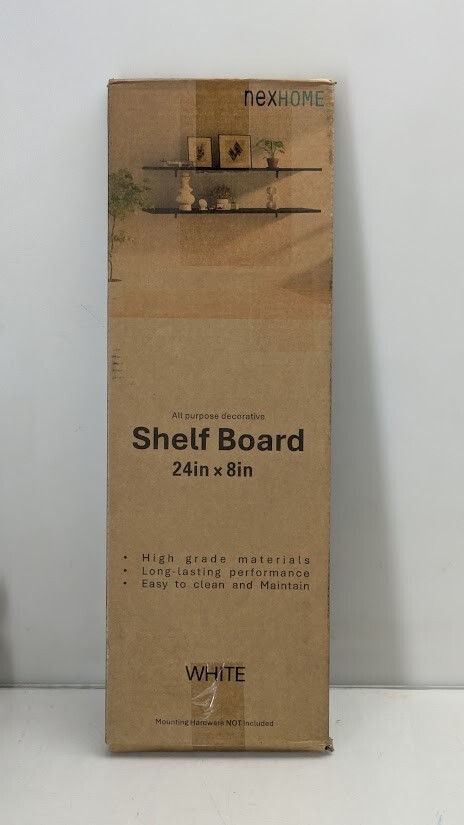 nexHOME
All purpose decorative
Shelf Board
24in x 8in
• High grade materials
• Long-lasting performance
• Easy to clean and Maintain
WHITE
Mounting Hardware NOT Included